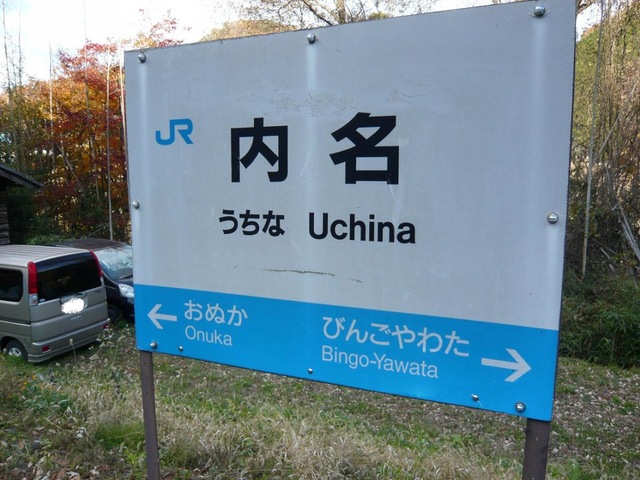 JR
内名
うちな Uchina
← おぬか
Onuka
びんごやわた →
Bingo-Yawata